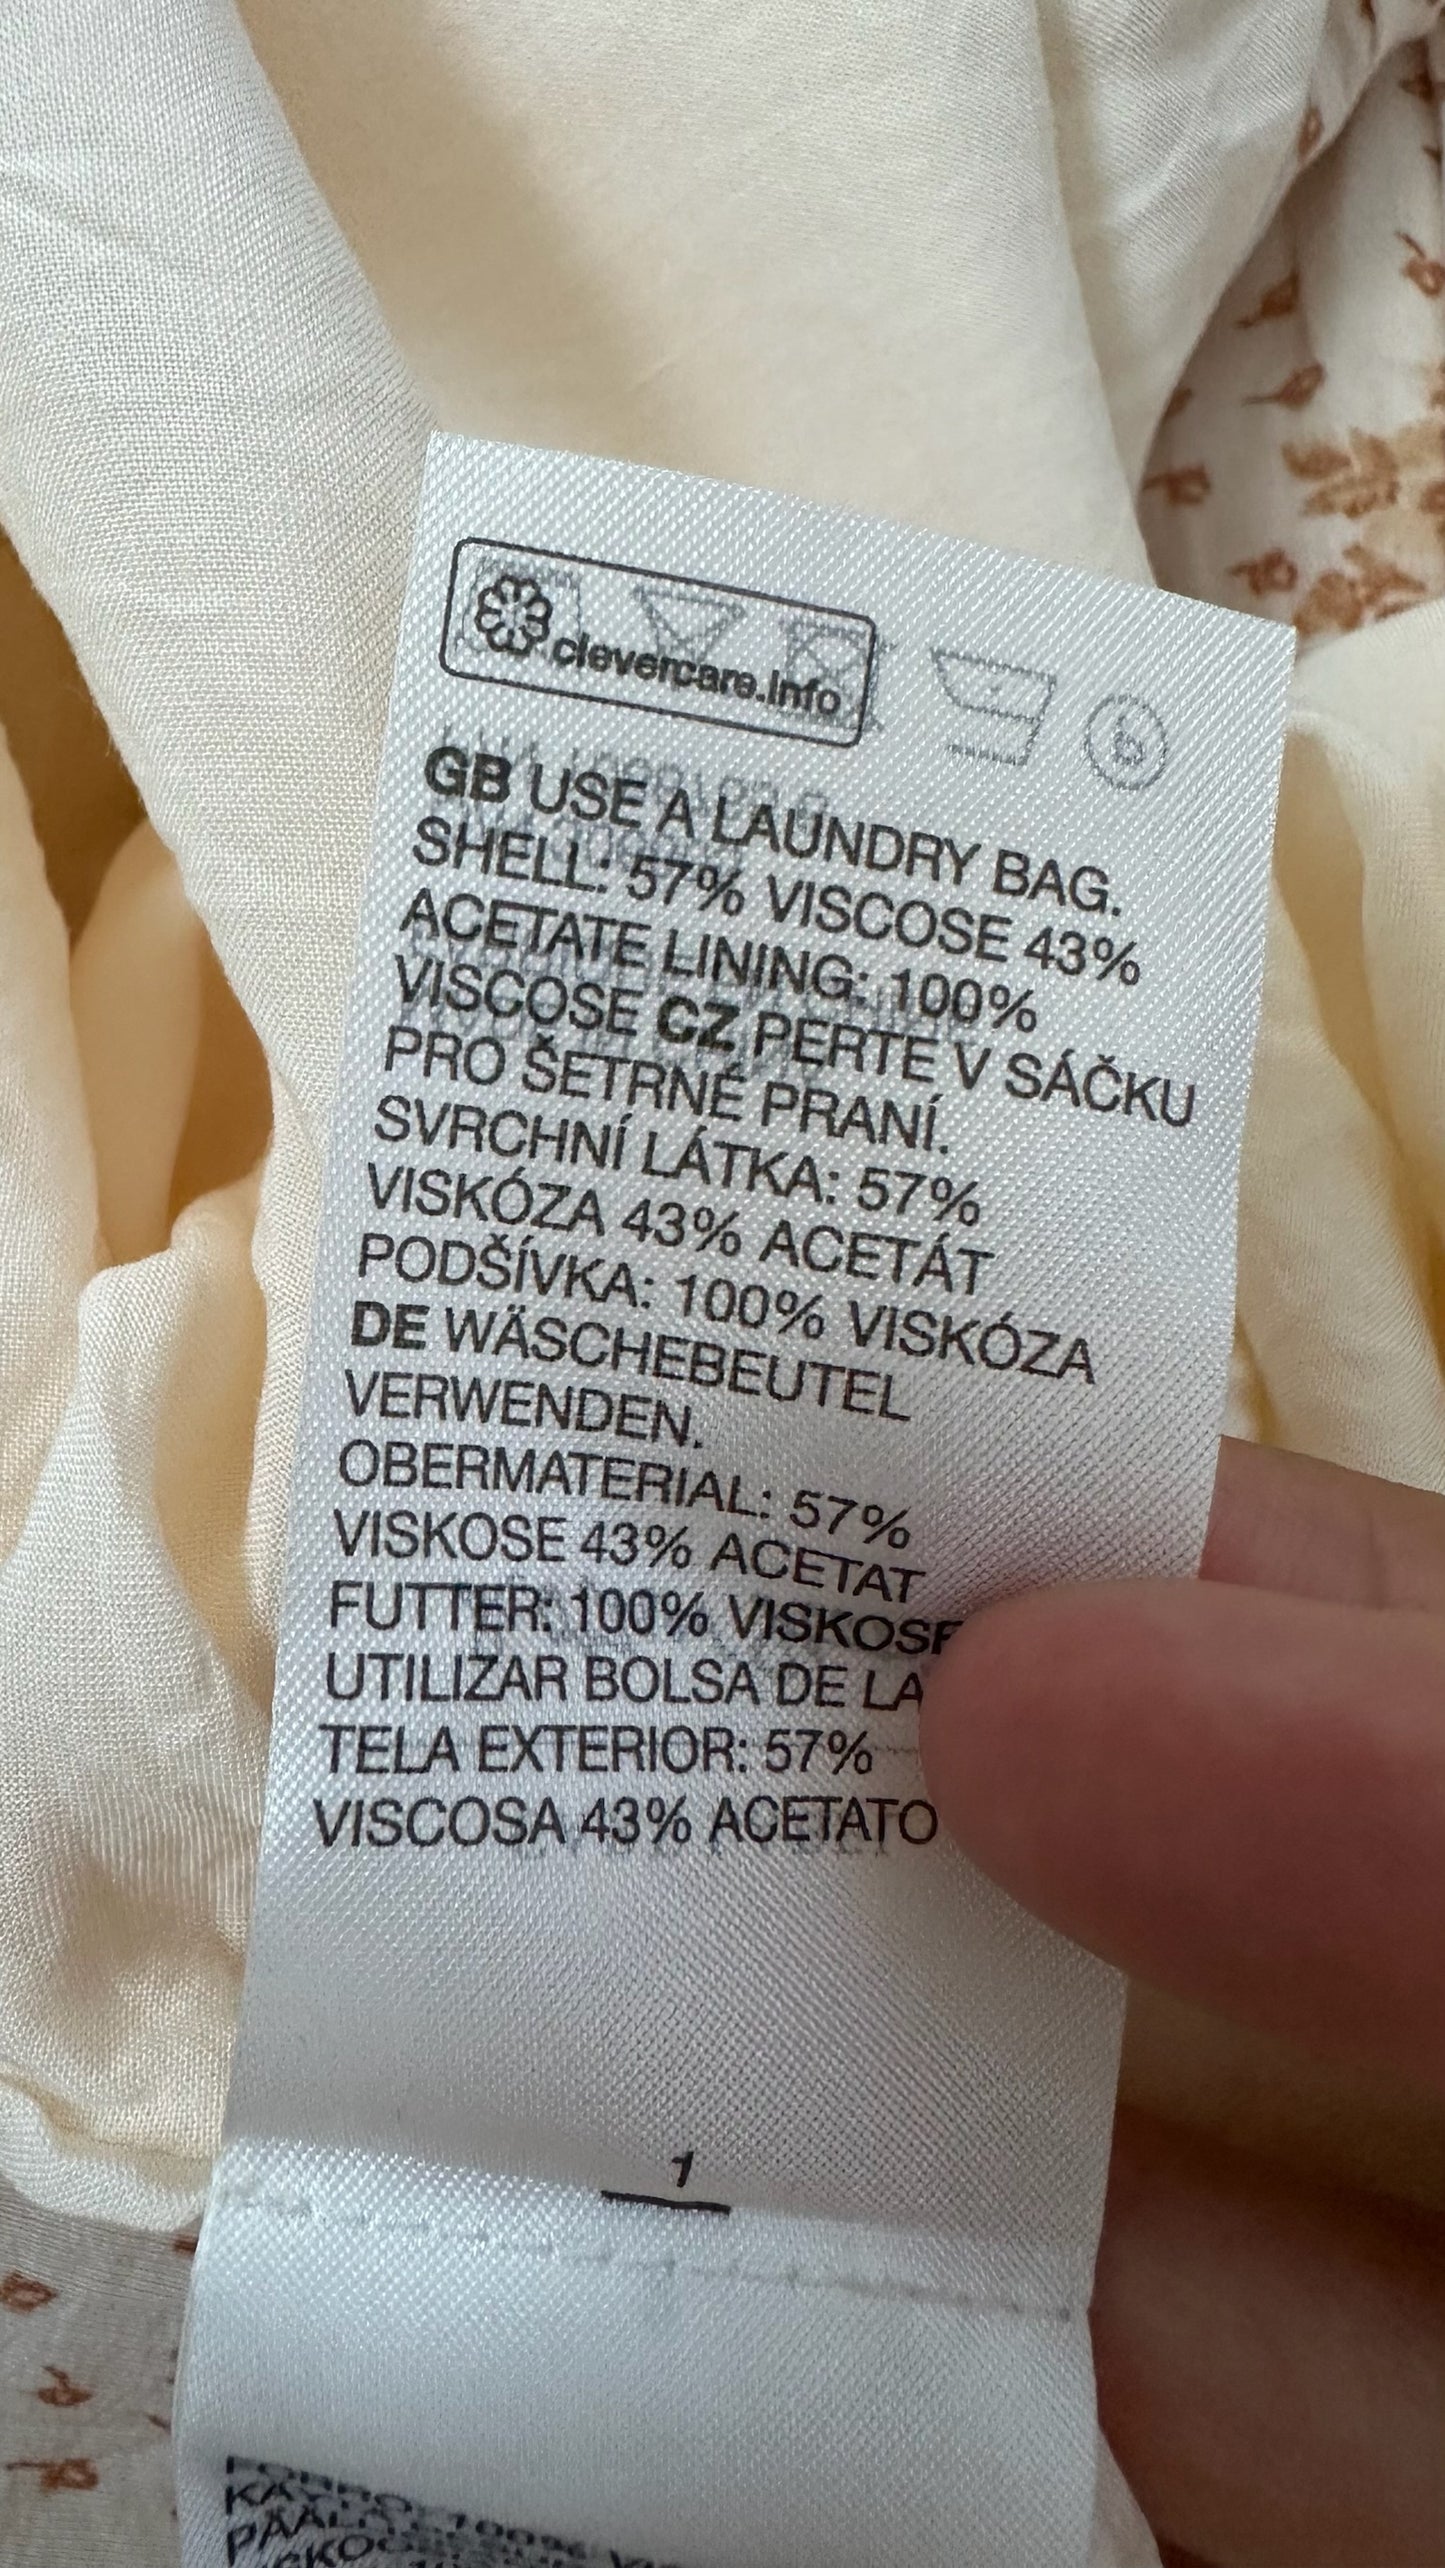 clevercare.info
GB USE A LAUNDRY BAG.
SHELL: 57% VISCOSE 43%
ACETATE LINING: 100%
VISCOSE CZ PERTE V SÁČKU
PRO ŠETRNÉ PRANÍ.
SVRCHNÍ LÁTKA: 57%
VISKÓZA 43% ACETÁT
PODŠÍVKA: 100% VISKÓZA
DE WÄSCHEBEUTEL
VERWENDEN.
OBERMATERIAL: 57%
VISKOSE 43% ACETAT
FUTTER: 100% VISKOSE
UTILIZAR BOLSA DE LA
TELA EXTERIOR: 57%
VISCOSA 43% ACETATO
1